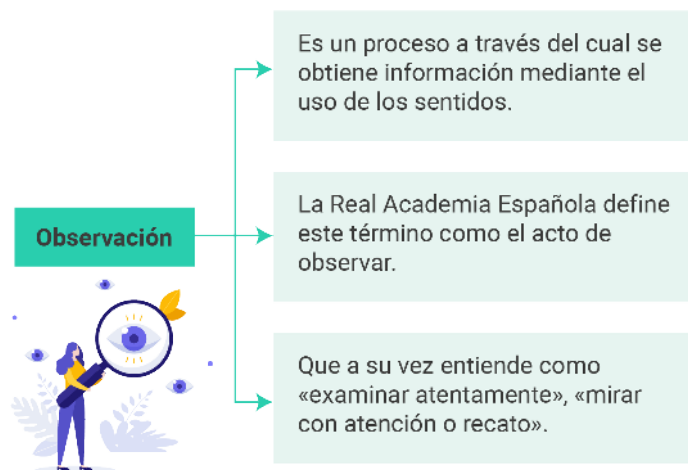 Es un proceso a través del cual se
obtiene información mediante el
uso de los sentidos.
Observación
La Real Academia Española define
este término como el acto de
observar.
Que a su vez entiende como
«examinar atentamente», «mirar
con atención o recato».